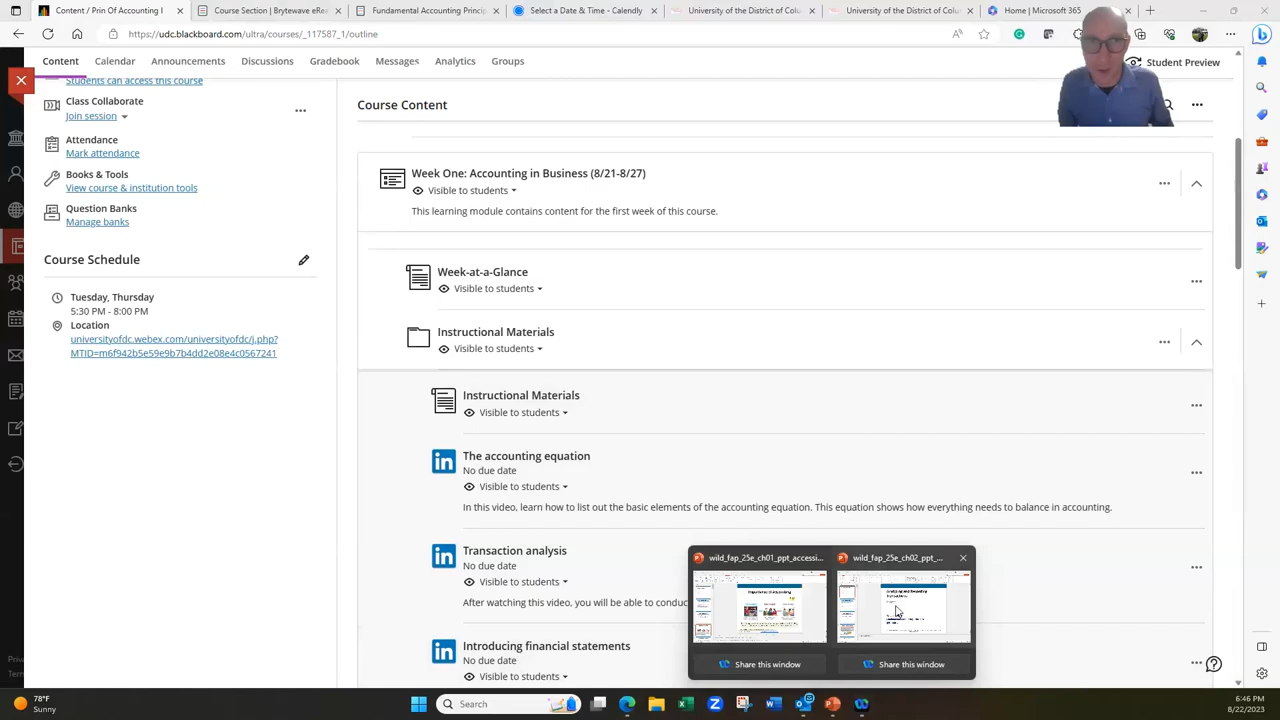 Content / Prin Of Accounting I
Course Section | Brytewave eRea
Fundamental Accounting Princip
Select a Date & Time - Calendly
University of the District of Colu
University of the District of Colu
Home | Microsoft 365
https://udc.blackboard.com/ultra/courses/_117587_1/outline
Content
Calendar
Announcements
Discussions
Gradebook
Messages
Analytics
Groups
Student Preview
Students can access this course
Class Collaborate
Join session
Attendance
Mark attendance
Books & Tools
View course & institution tools
Question Banks
Manage banks
Course Schedule
Tuesday, Thursday
5:30 PM - 8:00 PM
Location
universityofdc.webex.com/universityofdc/j.php?
MTID=m6f942b5e59e9b7b4dd2e08e4c0567241
Course Content
Week One: Accounting in Business (8/21-8/27)
Visible to students
This learning module contains content for the first week of this course.
Week-at-a-Glance
Visible to students
Instructional Materials
Visible to students
Instructional Materials
Visible to students
The accounting equation
No due date
Visible to students
In this video, learn how to list out the basic elements of the accounting equation. This equation shows how everything needs to balance in accounting.
Transaction analysis
No due date
Visible to students
After watching this video, you will be able to conduc
Introducing financial statements
No due date
Visible to students
wild_fap_25e_ch01_ppt_accessi...
wild_fap_25e_ch02_ppt_...
Share this window
Share this window
Priv
Terr
78°F
Sunny
Search
6:46 PM
8/22/2023